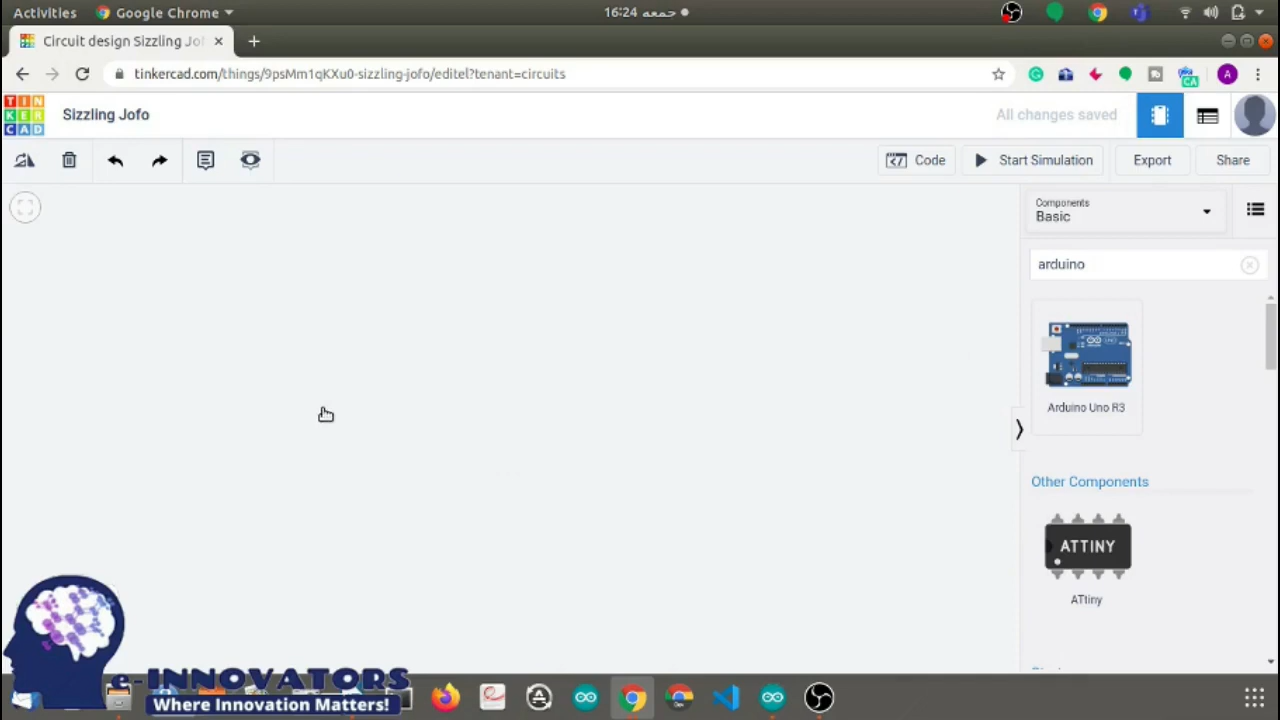 Activities
Google Chrome
16:24 جمعه
Circuit design Sizzling Jof
tinkercad.com/things/9psMm1qKXu0-sizzling-jofo/editel?tenant=circuits
CA
A
TIN
KER
CAD
Sizzling Jofo
All changes saved
Code
Start Simulation
Export
Share
Components
Basic
arduino
Arduino Uno R3
Other Components
ATTINY
ATtiny
e-INNOVATORS
Where Innovation Matters!